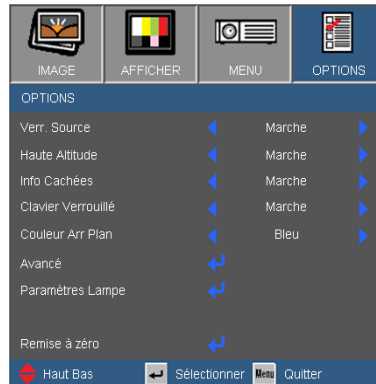 IMAGE AFFICHER MENU OPTIONS
OPTIONS
Verr. Source Marche
Haute Altitude Marche
Info Cachées Marche
Clavier Verrouillé Marche
Couleur Arr Plan Bleu
Avancé
Paramètres Lampe
Remise à zéro
Haut Bas Sélectionner Menu Quitter